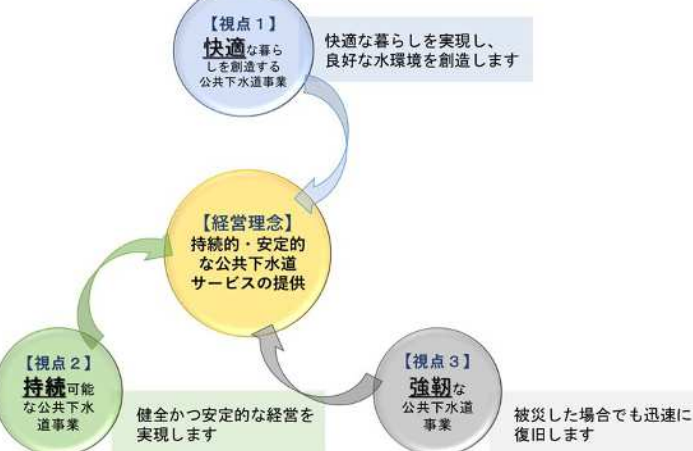 【視点1】
快適な暮ら
しを創造する
公共下水道事業
快適な暮らしを実現し、
良好な水環境を創造します
【経営理念】
持続的・安定的
な公共下水道
サービスの提供
【視点2】
持続可能
な公共下水
道事業
健全かつ安定的な経営を
実現します
【視点3】
強靭な
公共下水道
事業
被災した場合でも迅速に
復旧します